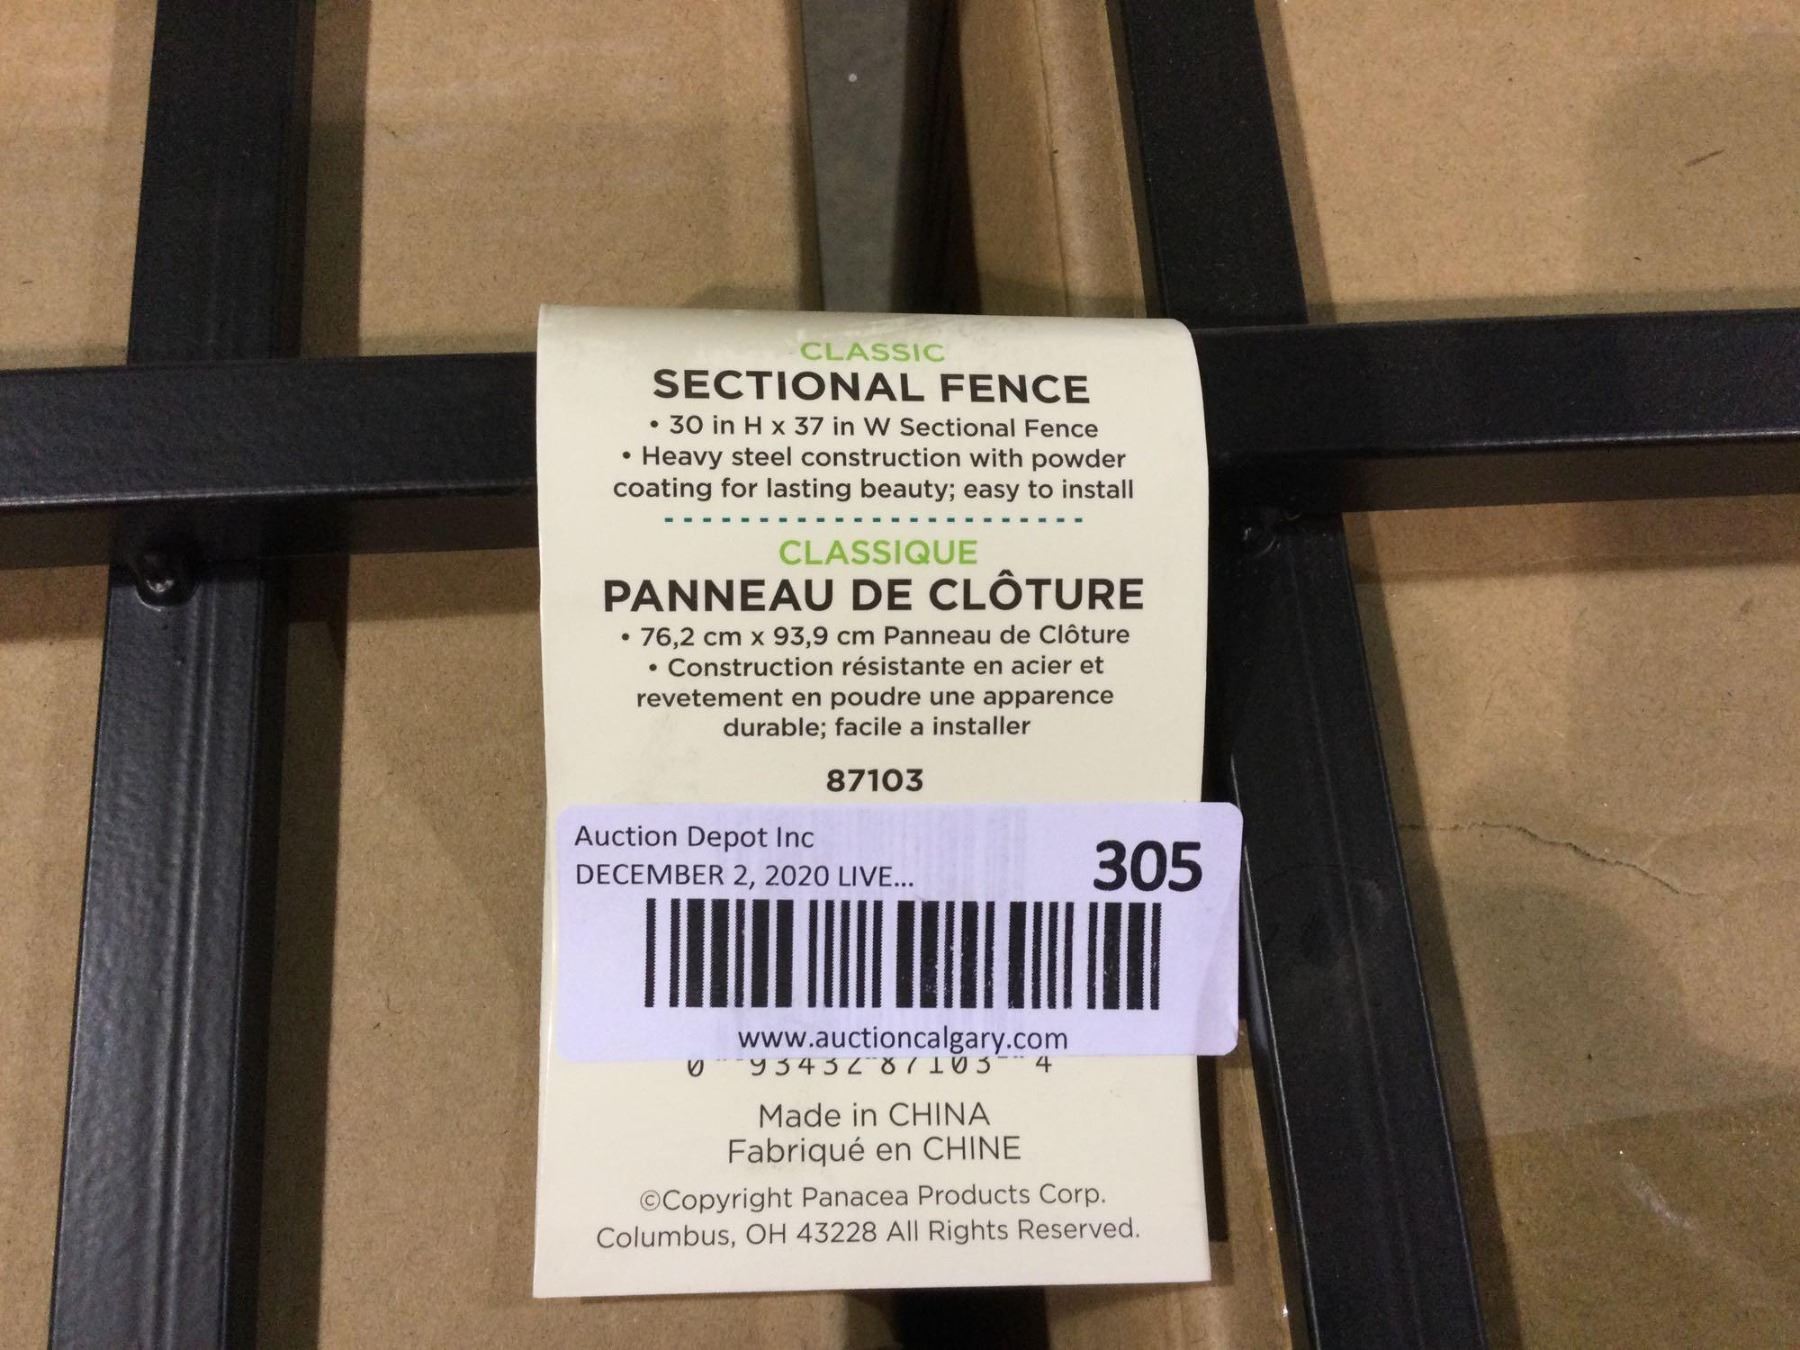 CLASSIC
SECTIONAL FENCE
• 30 in H x 37 in W Sectional Fence
• Heavy steel construction with powder
coating for lasting beauty; easy to install
CLASSIQUE
PANNEAU DE CLÔTURE
• 76,2 cm x 93,9 cm Panneau de Clôture
• Construction résistante en acier et
revetement en poudre une apparence
durable; facile a installer
87103
Auction Depot Inc
305
DECEMBER 2, 2020 LIVE...
www.auctioncalgary.com
0 93432 87103 4
Made in CHINA
Fabriqué en CHINE
©Copyright Panacea Products Corp.
Columbus, OH 43228 All Rights Reserved.